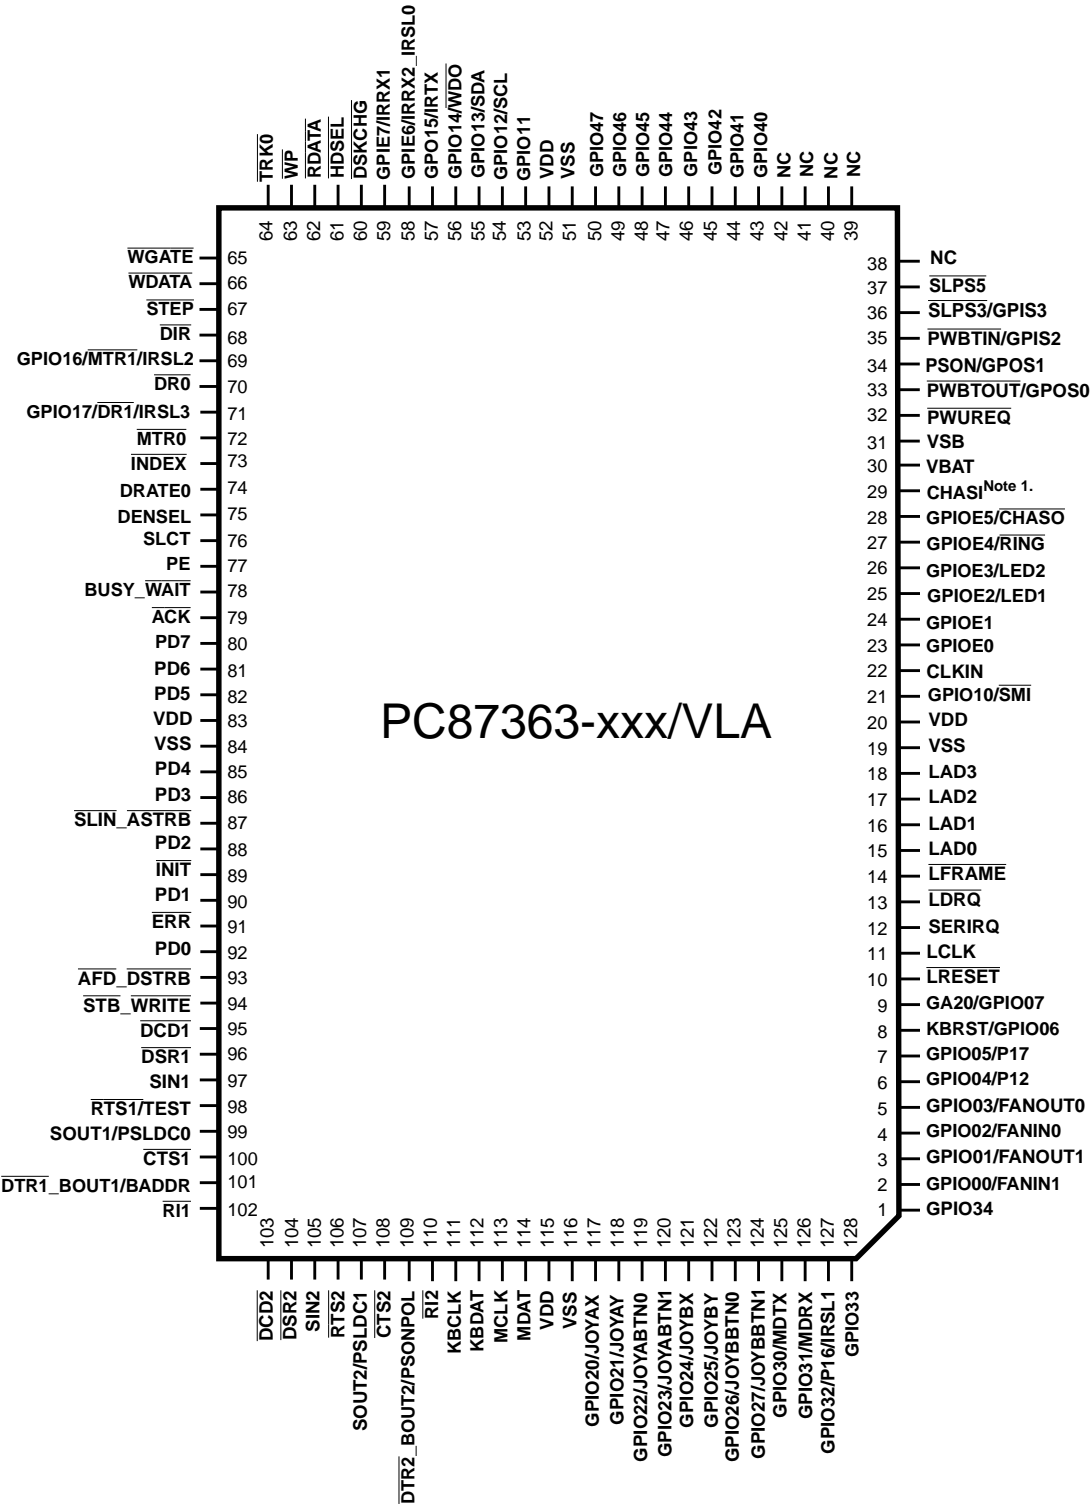 TRK0
WP
RDATA
HDSEL
DSKCHG
GPIE7/IRRX1
GPIE6/IRRX2_IRSL0
GPO15/IRTX
GPIO14/WDO
GPIO13/SDA
GPIO12/SCL
GPIO11
VDD
VSS
GPIO47
GPIO46
GPIO45
GPIO44
GPIO43
GPIO42
GPIO41
GPIO40
NC
NC
NC
NC
64
63
62
61
60
59
58
57
56
55
54
53
52
51
50
49
48
47
46
45
44
43
42
41
40
39
WGATE 65
WDATA 66
STEP 67
DIR 68
GPIO16/MTR1/IRSL2 69
DR0 70
GPIO17/DR1/IRSL3 71
MTR0 72
INDEX 73
DRATE0 74
DENSEL 75
SLCT 76
PE 77
BUSY_WAIT 78
ACK 79
PD7 80
PD6 81
PD5 82
VDD 83
VSS 84
PD4 85
PD3 86
SLIN_ASTRB 87
PD2 88
INIT 89
PD1 90
ERR 91
PD0 92
AFD_DSTRB 93
STB_WRITE 94
DCD1 95
DSR1 96
SIN1 97
RTS1/TEST 98
SOUT1/PSLDC0 99
CTS1 100
DTR1_BOUT1/BADDR 101
RI1 102
PC87363-xxx/VLA
38 NC
37 SLPS5
36 SLPS3/GPIS3
35 PWBTIN/GPIS2
34 PSON/GPOS1
33 PWBTOUT/GPOS0
32 PWUREQ
31 VSB
30 VBAT
29 CHASI Note 1.
28 GPIOE5/CHASO
27 GPIOE4/RING
26 GPIOE3/LED2
25 GPIOE2/LED1
24 GPIOE1
23 GPIOE0
22 CLKIN
21 GPIO10/SMI
20 VDD
19 VSS
18 LAD3
17 LAD2
16 LAD1
15 LAD0
14 LFRAME
13 LDRQ
12 SERIRQ
11 LCLK
10 LRESET
9 GA20/GPIO07
8 KBRST/GPIO06
7 GPIO05/P17
6 GPIO04/P12
5 GPIO03/FANOUT0
4 GPIO02/FANIN0
3 GPIO01/FANOUT1
2 GPIO00/FANIN1
1 GPIO34
103
104
105
106
107
108
109
110
111
112
113
114
115
116
117
118
119
120
121
122
123
124
125
126
127
128
DCD2
DSR2
SIN2
RTS2
SOUT2/PSLDC1
CTS2
DTR2_BOUT2/PSONPOL
RI2
KBCLK
KBDAT
MCLK
MDAT
VDD
VSS
GPIO20/JOYAX
GPIO21/JOYAY
GPIO22/JOYABTN0
GPIO23/JOYABTN1
GPIO24/JOYBX
GPIO25/JOYBY
GPIO26/JOYBBTN0
GPIO27/JOYBBTN1
GPIO30/MDTX
GPIO31/MDRX
GPIO32/P16/IRSL1
GPIO33